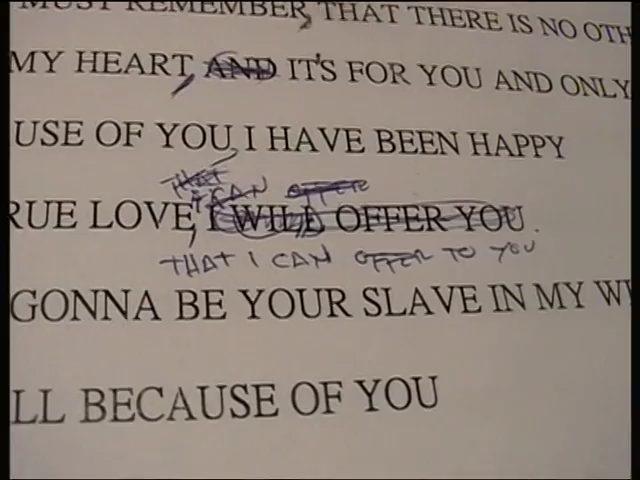 MUST REMEMBER, THAT THERE IS NO OTH
MY HEART, AND IT'S FOR YOU AND ONLY
USE OF YOU, I HAVE BEEN HAPPY
THAT
I CAN OFFER
RUE LOVE, I WILL OFFER YOU.
THAT I CAN OFFER TO YOU
GONNA BE YOUR SLAVE IN MY W
LL BECAUSE OF YOU